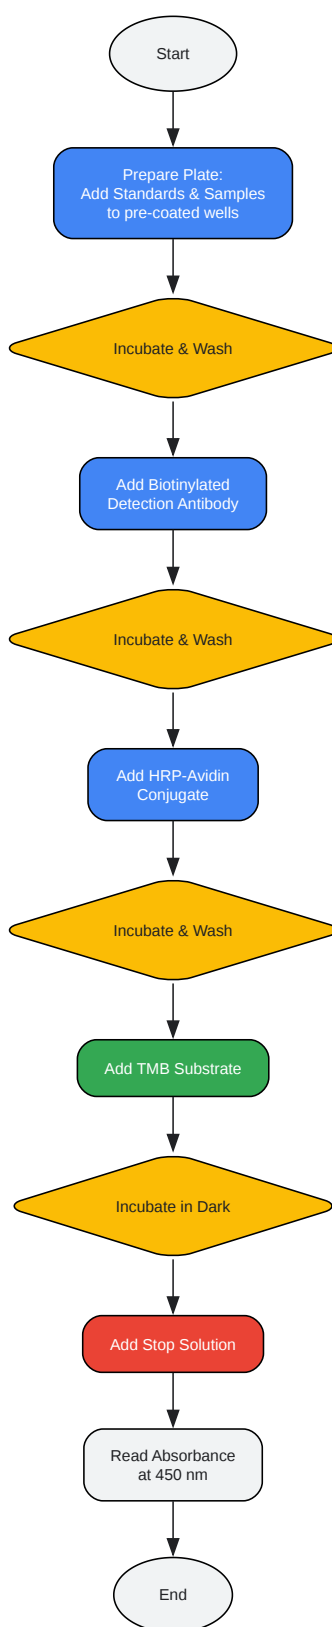 Start
Prepare Plate:
Add Standards & Samples
to pre-coated wells
Incubate & Wash
Add Biotinylated
Detection Antibody
Incubate & Wash
Add HRP-Avidin
Conjugate
Incubate & Wash
Add TMB Substrate
Incubate in Dark
Add Stop Solution
Read Absorbance
at 450 nm
End